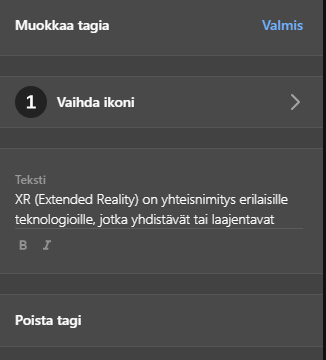 Muokkaa tagia Valmis
1 Vaihda ikoni
Teksti
XR (Extended Reality) on yhteisnimitys erilaisille
teknologioille, jotka yhdistävät tai laajentavat
B I
Poista tagi